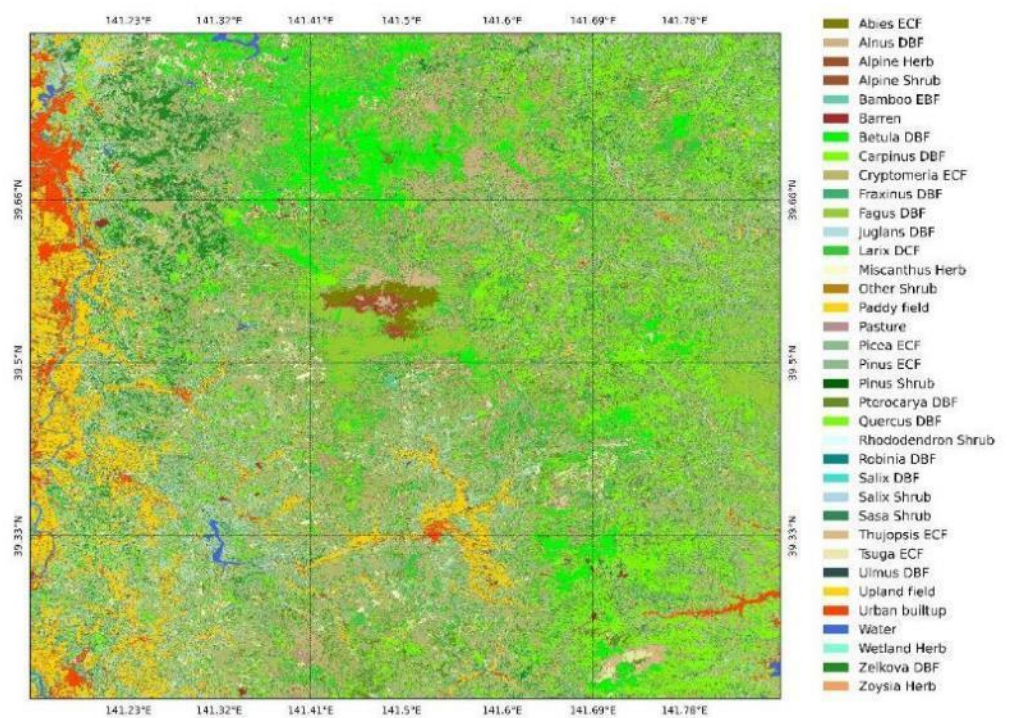 141.23°E 141.32°E 141.41°E 141.5°E 141.6°E 141.69°E 141.78°E
39.66°N 39.66°N
39.5°N 39.5°N
39.33°N 39.33°N
141.23°E 141.32°E 141.41°E 141.5°E 141.6°E 141.69°E 141.78°E
Abies ECF
Alnus DBF
Alpine Herb
Alpine Shrub
Bamboo EBF
Barren
Betula DBF
Carpinus DBF
Cryptomeria ECF
Fraxinus DBF
Fagus DBF
Juglans DBF
Larix DCF
Miscanthus Herb
Other Shrub
Paddy field
Pasture
Picea ECF
Pinus ECF
Pinus Shrub
Pterocarya DBF
Quercus DBF
Rhododendron Shrub
Robinia DBF
Salix DBF
Salix Shrub
Sasa Shrub
Thujopsis ECF
Tsuga ECF
Ulmus DBF
Upland field
Urban builtup
Water
Wetland Herb
Zelkova DBF
Zoysia Herb